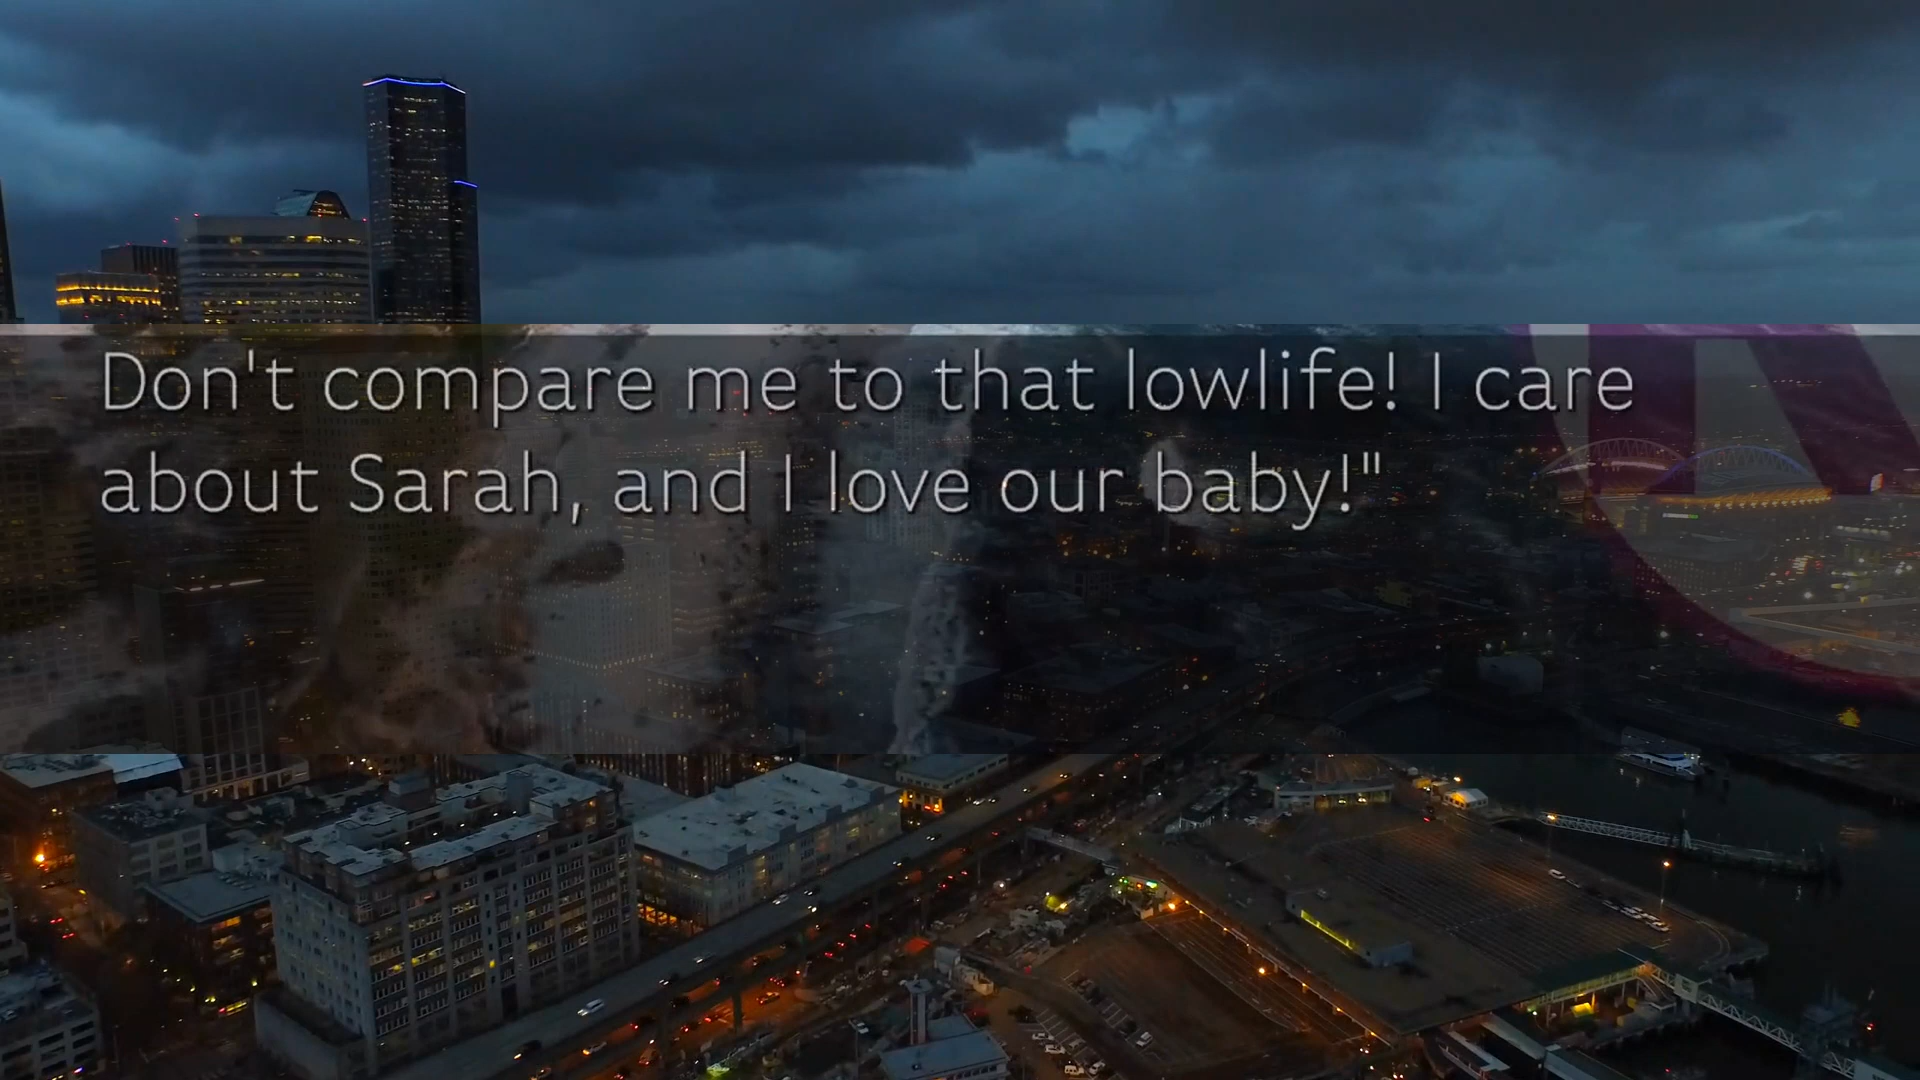 Don't compare me to that lowlife! I care
about Sarah, and I love our baby!"